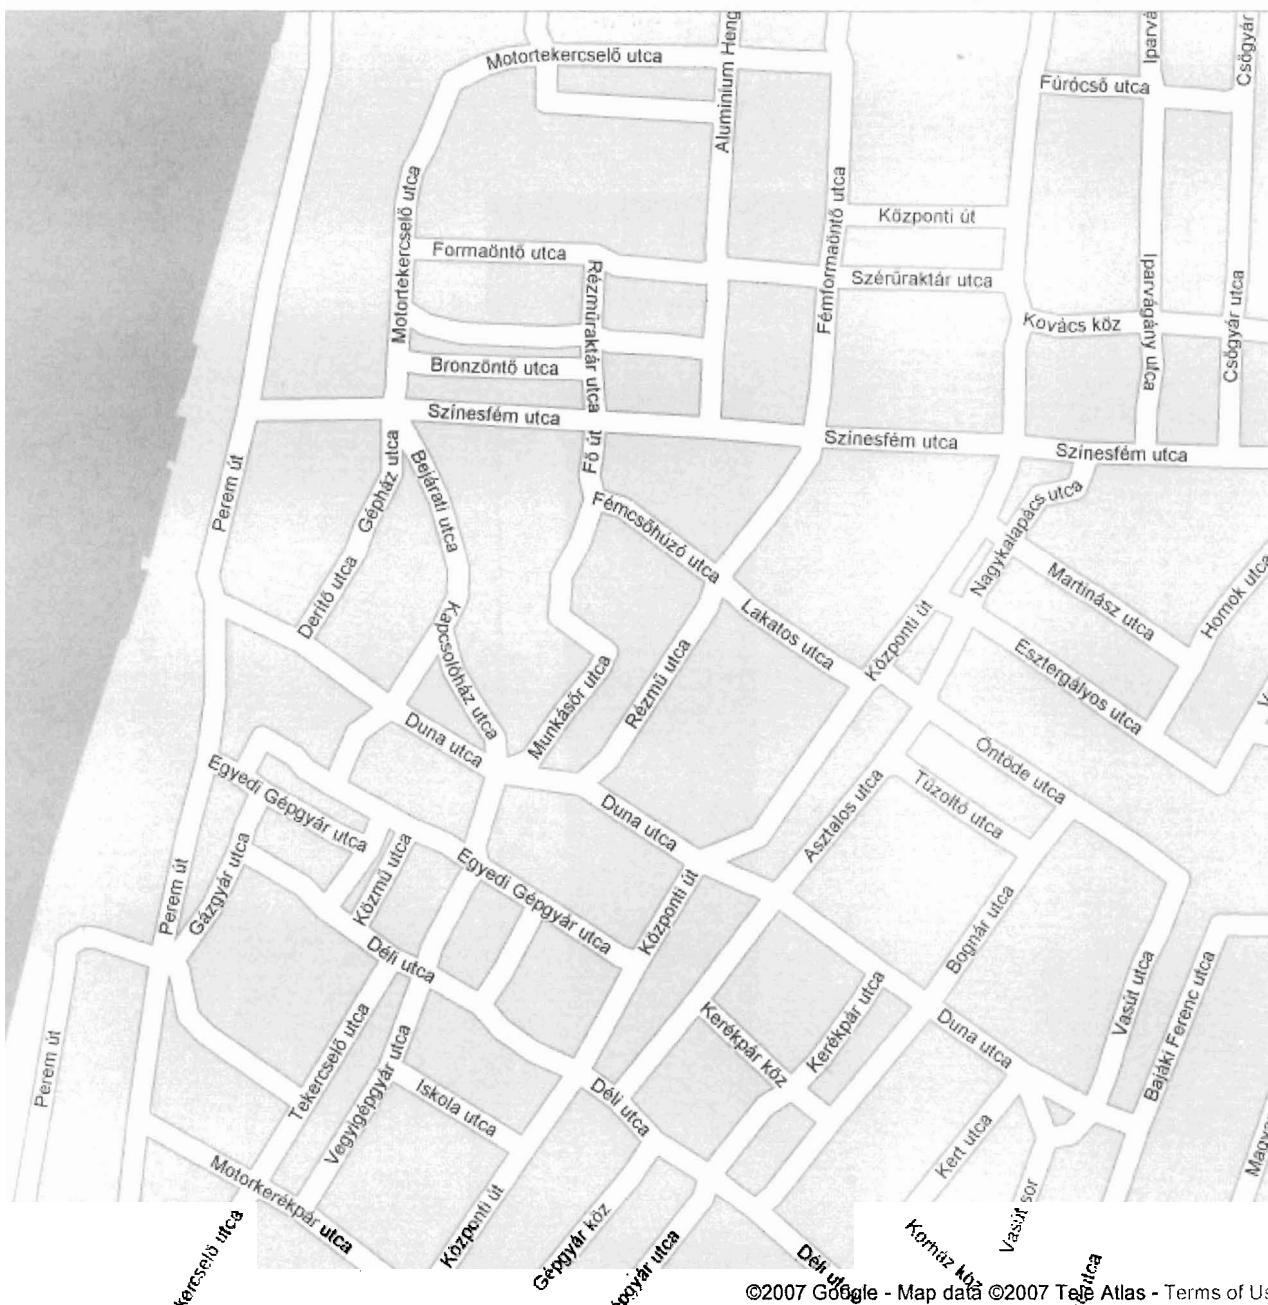 Motortekercselő utca
Aluminium Heng
Iparvá
Csőgyár
Fúrócső utca
Motortekercselő utca
Formaöntő utca
Rézműraktár utca
Fémformaöntő utca
Központi út
Szérűraktár utca
Kovács köz
Iparvágány utca
Csőgyár utca
Bronzöntő utca
Színesfém utca
Színesfém utca
Színesfém utca
Fő út
Perem út
Gépház utca
Bejárati utca
Fémcsőhúzó utca
Nagykalapács utca
Martinász utca
Homok utca
Derítő utca
Kapcsolóház utca
Lakatos utca
Központi út
Esztergályos utca
Munkásőr utca
Rézmű utca
Duna utca
Egyedi Gépgyár utca
Öntöde utca
Tűzoltó utca
Asztalos utca
Duna utca
Közmű utca
Egyedi Gépgyár utca
Perem út
Gázgyár utca
Központi út
Bognár utca
Déli utca
Vasút utca
Bajáki Ferenc utca
Kerékpár utca
Kerékpár köz
Duna utca
Perem út
Tekercselő utca
Vegyigépgyár utca
Iskola utca
Déli utca
Kert utca
Magya
Motorkerékpár utca
Központi út
Gépgyár köz
pgyár utca
Déli utca
Korház köz
Vasút sor
utca
kercselő utca
©2007 Google - Map data ©2007 Tele Atlas - Terms of Us